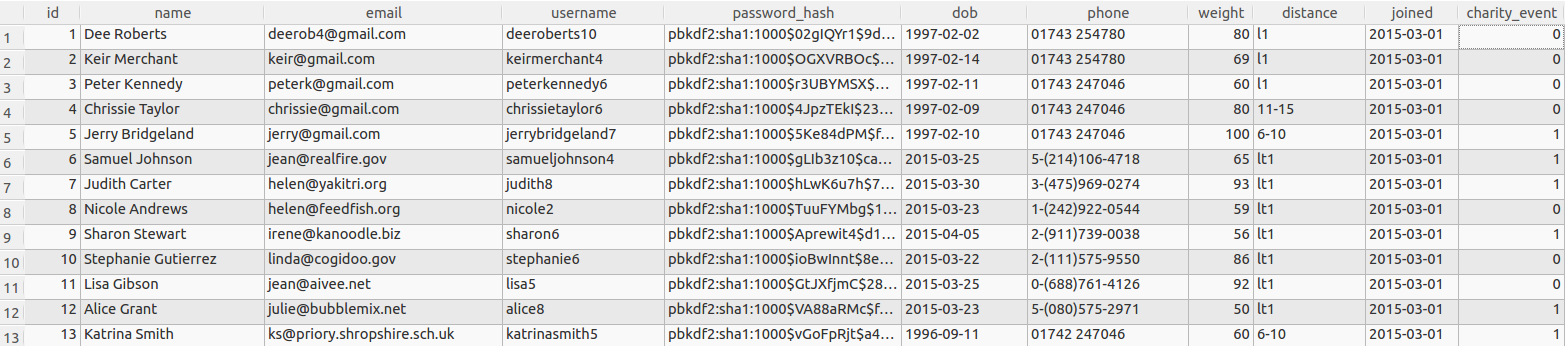 id name email username password_hash dob phone weight distance joined charity_event
1 1 Dee Roberts deerob4@gmail.com deeroberts10 pbkdf2:sha1:1000$02gIQYr1$9d... 1997-02-02 01743 254780 80 l1 2015-03-01 0
2 2 Keir Merchant keir@gmail.com keirmerchant4 pbkdf2:sha1:1000$OGXVRBOc$... 1997-02-14 01743 254780 69 l1 2015-03-01 0
3 3 Peter Kennedy peterk@gmail.com peterkennedy6 pbkdf2:sha1:1000$r3UBYMSX$... 1997-02-11 01743 247046 60 l1 2015-03-01 0
4 4 Chrissie Taylor chrissie@gmail.com chrissietaylor6 pbkdf2:sha1:1000$4JpzTEkI$23... 1997-02-09 01743 247046 80 11-15 2015-03-01 0
5 5 Jerry Bridgeland jerry@gmail.com jerrybridgeland7 pbkdf2:sha1:1000$5Ke84dPM$f... 1997-02-10 01743 247046 100 6-10 2015-03-01 1
6 6 Samuel Johnson jean@realfire.gov samueljohnson4 pbkdf2:sha1:1000$gLIb3z10$ca... 2015-03-25 5-(214)106-4718 65 lt1 2015-03-01 1
7 7 Judith Carter helen@yakitri.org judith8 pbkdf2:sha1:1000$hLwK6u7h$7... 2015-03-30 3-(475)969-0274 93 lt1 2015-03-01 1
8 8 Nicole Andrews helen@feedfish.org nicole2 pbkdf2:sha1:1000$TuuFYMbg$1... 2015-03-23 1-(242)922-0544 59 lt1 2015-03-01 0
9 9 Sharon Stewart irene@kanoodle.biz sharon6 pbkdf2:sha1:1000$Aprewit4$d1... 2015-04-05 2-(911)739-0038 56 lt1 2015-03-01 1
10 10 Stephanie Gutierrez linda@cogidoo.gov stephanie6 pbkdf2:sha1:1000$ioBwInnt$8e... 2015-03-22 2-(111)575-9550 86 lt1 2015-03-01 0
11 11 Lisa Gibson jean@aivee.net lisa5 pbkdf2:sha1:1000$GtJXfjmC$28... 2015-03-25 0-(688)761-4126 92 lt1 2015-03-01 0
12 12 Alice Grant julie@bubblemix.net alice8 pbkdf2:sha1:1000$VA88aRMc$f... 2015-03-23 5-(080)575-2971 50 lt1 2015-03-01 1
13 13 Katrina Smith ks@priory.shropshire.sch.uk katrinasmith5 pbkdf2:sha1:1000$vGoFpRjt$a4... 1996-09-11 01742 247046 60 6-10 2015-03-01 1